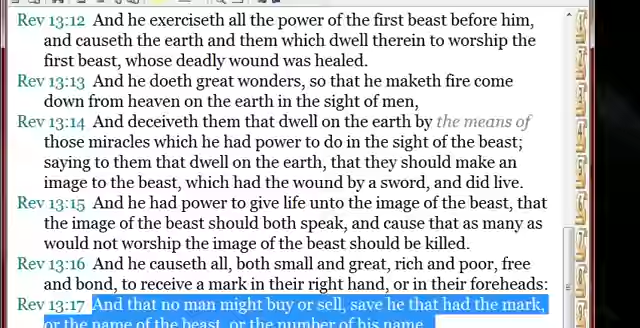 Rev 13:12 And he exerciseth all the power of the first beast before him,
and causeth the earth and them which dwell therein to worship the
first beast, whose deadly wound was healed.
Rev 13:13 And he doeth great wonders, so that he maketh fire come
down from heaven on the earth in the sight of men,
Rev 13:14 And deceiveth them that dwell on the earth by the means of
those miracles which he had power to do in the sight of the beast;
saying to them that dwell on the earth, that they should make an
image to the beast, which had the wound by a sword, and did live.
Rev 13:15 And he had power to give life unto the image of the beast, that
the image of the beast should both speak, and cause that as many as
would not worship the image of the beast should be killed.
Rev 13:16 And he causeth all, both small and great, rich and poor, free
and bond, to receive a mark in their right hand, or in their foreheads:
Rev 13:17 And that no man might buy or sell, save he that had the mark,
or the name of the beast, or the number of his name.